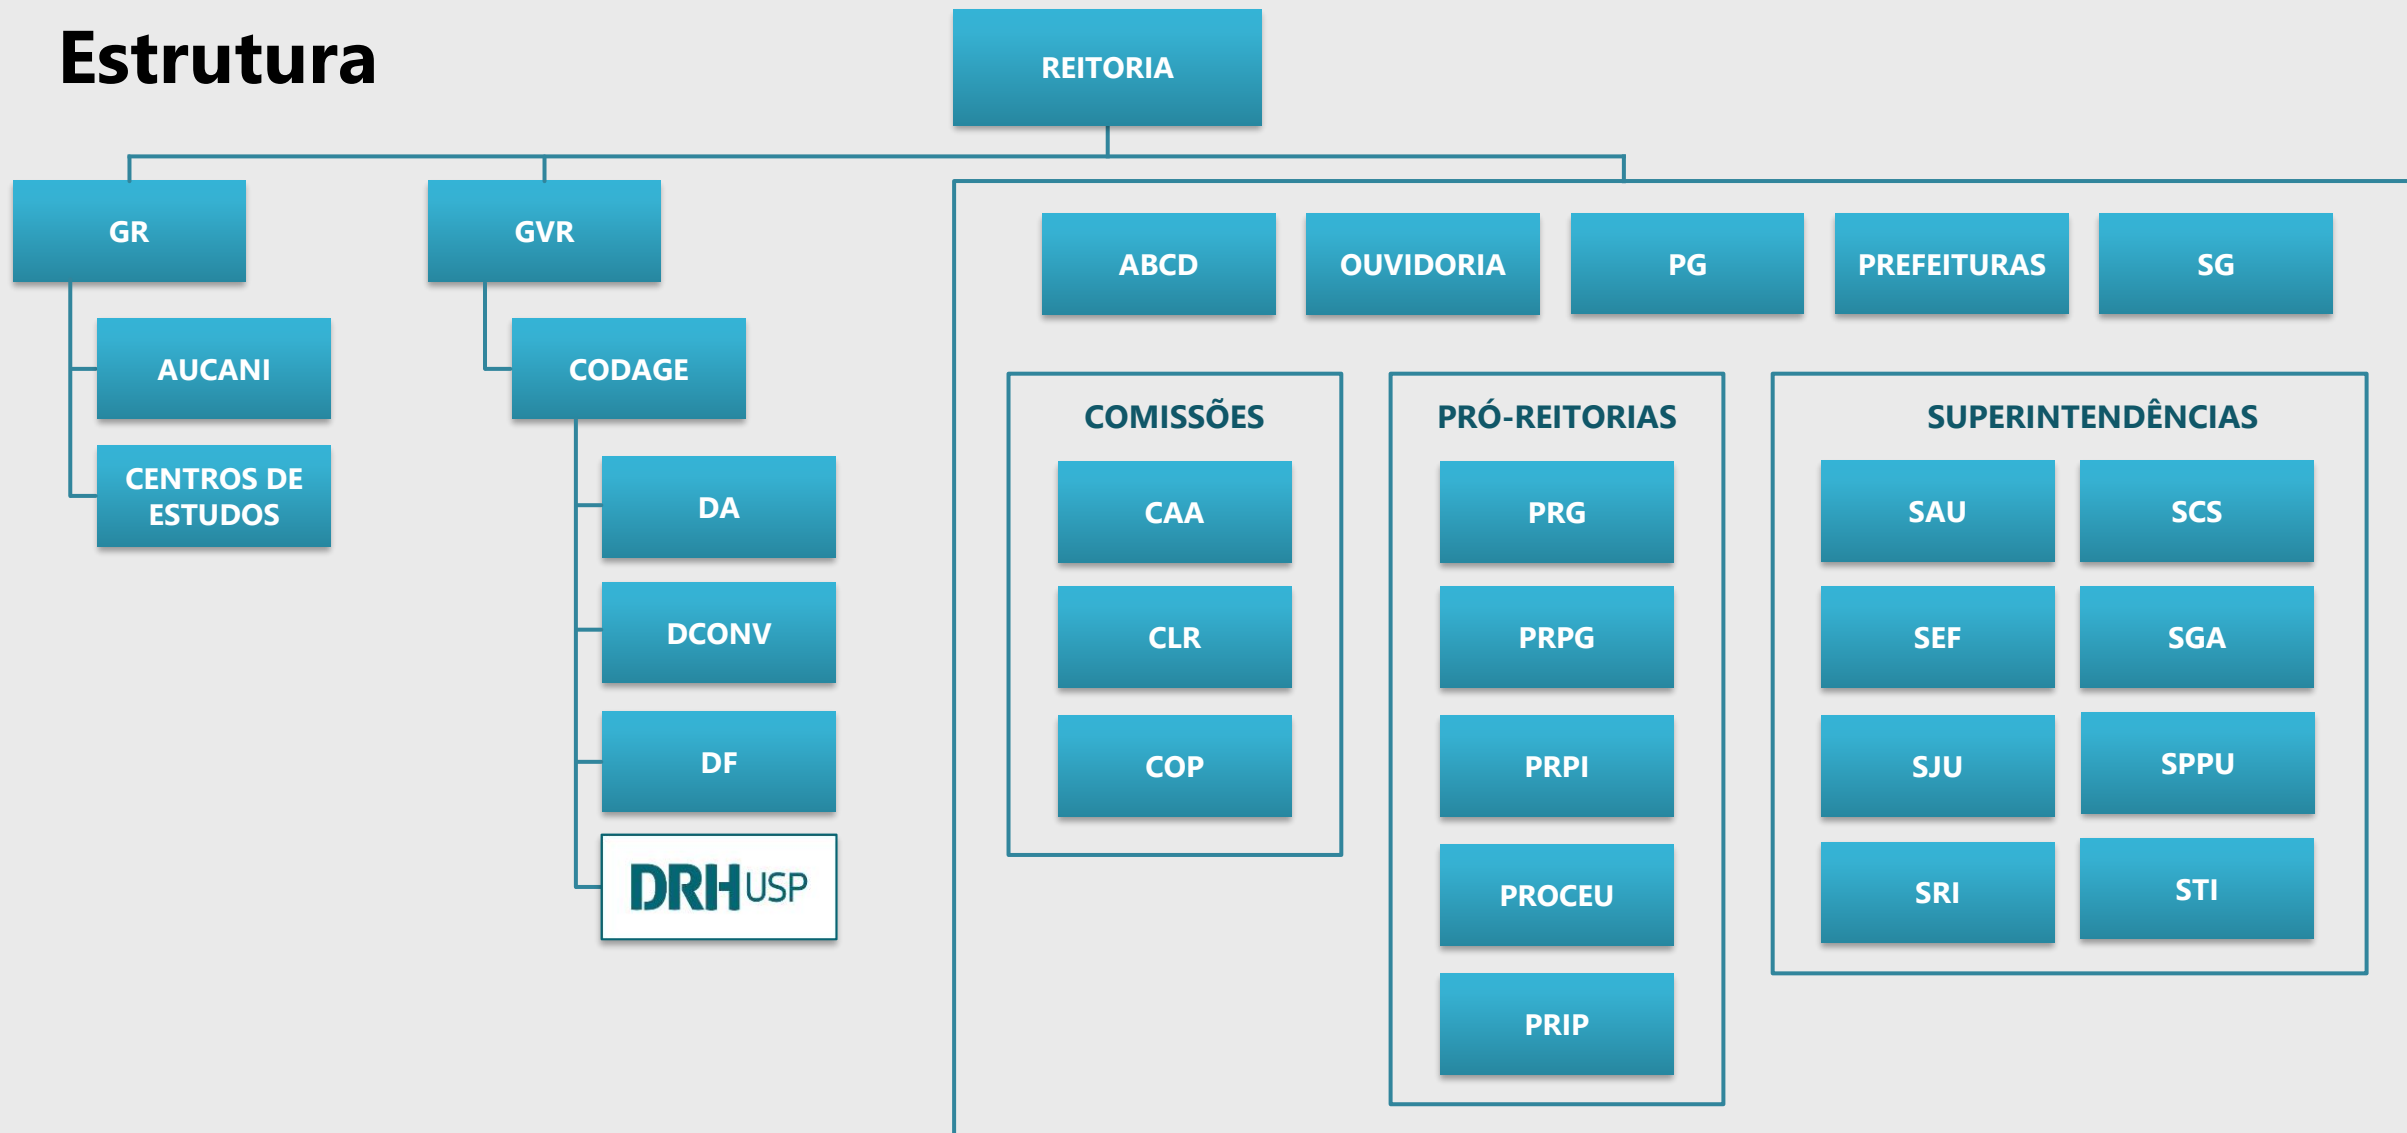 Estrutura
REITORIA
GR
GVR
AUCANI
CENTROS DE
ESTUDOS
CODAGE
DA
DCONV
DF
DRH USP
ABCD
OUVIDORIA
PG
PREFEITURAS
SG
COMISSÕES
CAA
CLR
COP
PRÓ-REITORIAS
PRG
PRPG
PRPI
PROCEU
PRIP
SUPERINTENDÊNCIAS
SAU
SCS
SEF
SGA
SJU
SPPU
SRI
STI